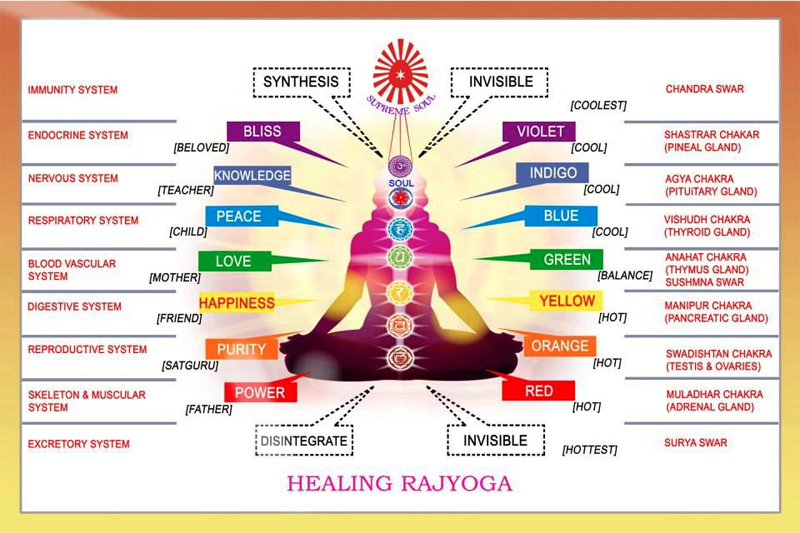 SYNTHESIS
INVISIBLE
SUPREME SOUL
IMMUNITY SYSTEM
[COOLEST]
CHANDRA SWAR
ENDOCRINE SYSTEM
BLISS
[BELOVED]
VIOLET
[COOL]
SHASTRAR CHAKAR
(PINEAL GLAND)
NERVOUS SYSTEM
KNOWLEDGE
[TEACHER]
SOUL
INDIGO
[COOL]
AGYA CHAKRA
(PITUiTARY GLAND)
RESPIRATORY SYSTEM
PEACE
[CHILD]
BLUE
[COOL]
VISHUDH CHAKRA
(THYROID GLAND)
BLOOD VASCULAR
SYSTEM
LOVE
[MOTHER]
GREEN
[BALANCE]
ANAHAT CHAKRA
(THYMUS GLAND)
SUSHMNA SWAR
DIGESTIVE SYSTEM
HAPPINESS
[FRIEND]
YELLOW
[HOT]
MANIPUR CHAKRA
(PANCREATIC GLAND)
REPRODUCTIVE SYSTEM
PURITY
[SATGURU]
ORANGE
[HOT]
SWADISHTAN CHAKRA
(TESTIS & OVARIES)
SKELETON & MUSCULAR
SYSTEM
POWER
[FATHER]
RED
[HOT]
MULADHAR CHAKRA
(ADRENAL GLAND)
EXCRETORY SYSTEM
DISINTEGRATE
INVISIBLE
[HOTTEST]
SURYA SWAR
HEALING RAJYOGA